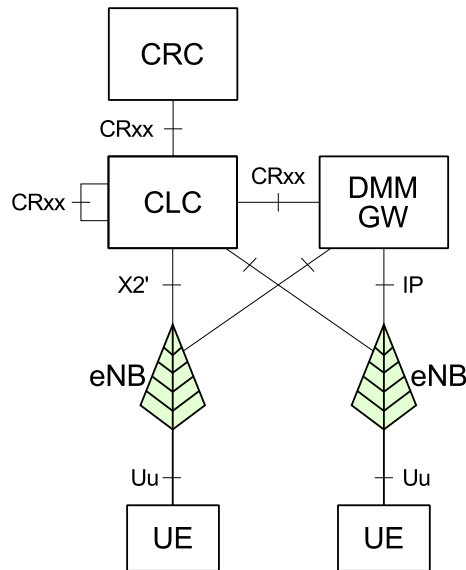 CRC
CRxx
CRxx
CLC
CRxx
DMM
GW
X2'
IP
eNB
eNB
Uu
Uu
UE
UE